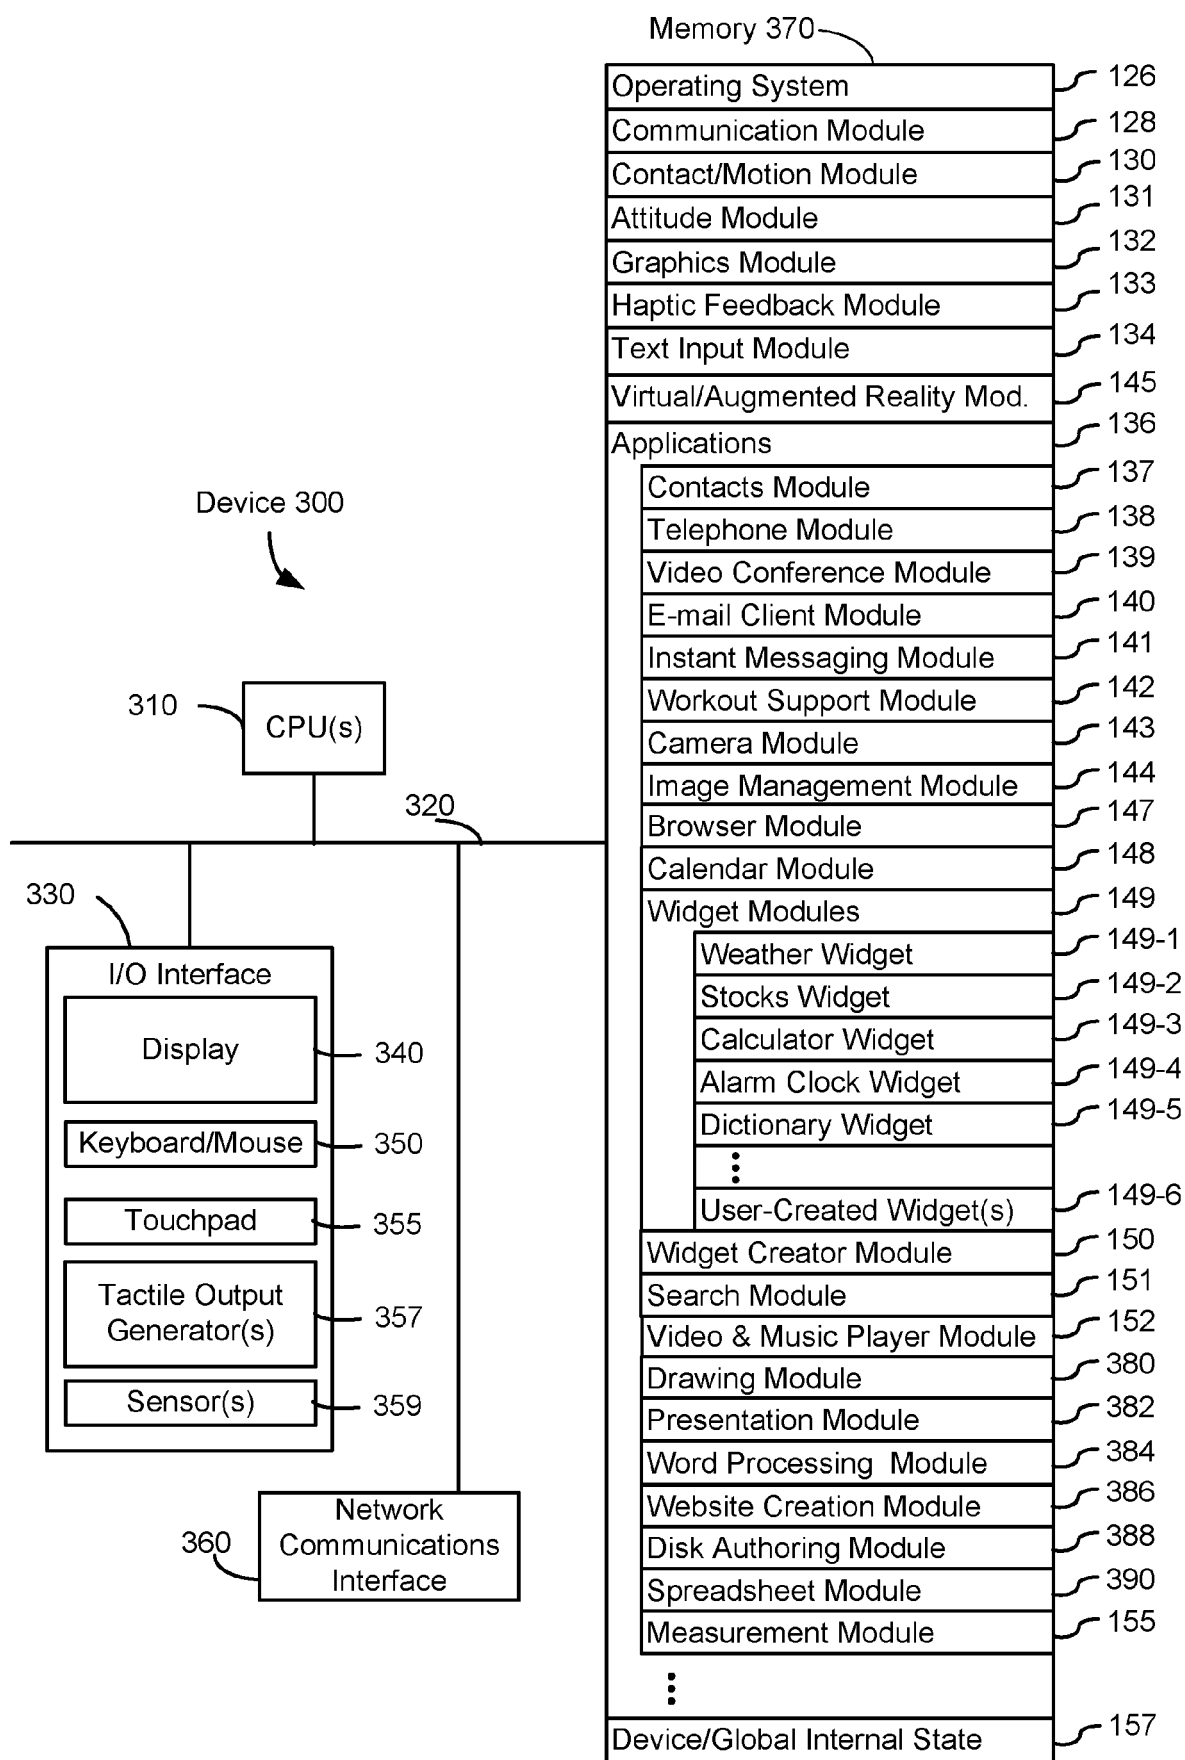 Memory 370
Operating System 126
Communication Module 128
Contact/Motion Module 130
Attitude Module 131
Graphics Module 132
Haptic Feedback Module 133
Text Input Module 134
Virtual/Augmented Reality Mod. 145
Applications 136
Contacts Module 137
Telephone Module 138
Video Conference Module 139
E-mail Client Module 140
Instant Messaging Module 141
Workout Support Module 142
Camera Module 143
Image Management Module 144
Browser Module 147
Calendar Module 148
Widget Modules 149
Weather Widget 149-1
Stocks Widget 149-2
Calculator Widget 149-3
Alarm Clock Widget 149-4
Dictionary Widget 149-5
User-Created Widget(s) 149-6
Widget Creator Module 150
Search Module 151
Video & Music Player Module 152
Drawing Module 380
Presentation Module 382
Word Processing Module 384
Website Creation Module 386
Disk Authoring Module 388
Spreadsheet Module 390
Measurement Module 155
Device/Global Internal State 157
Device 300
310
CPU(s)
320
330
I/O Interface
Display 340
Keyboard/Mouse 350
Touchpad 355
Tactile Output
Generator(s) 357
Sensor(s) 359
360
Network
Communications
Interface